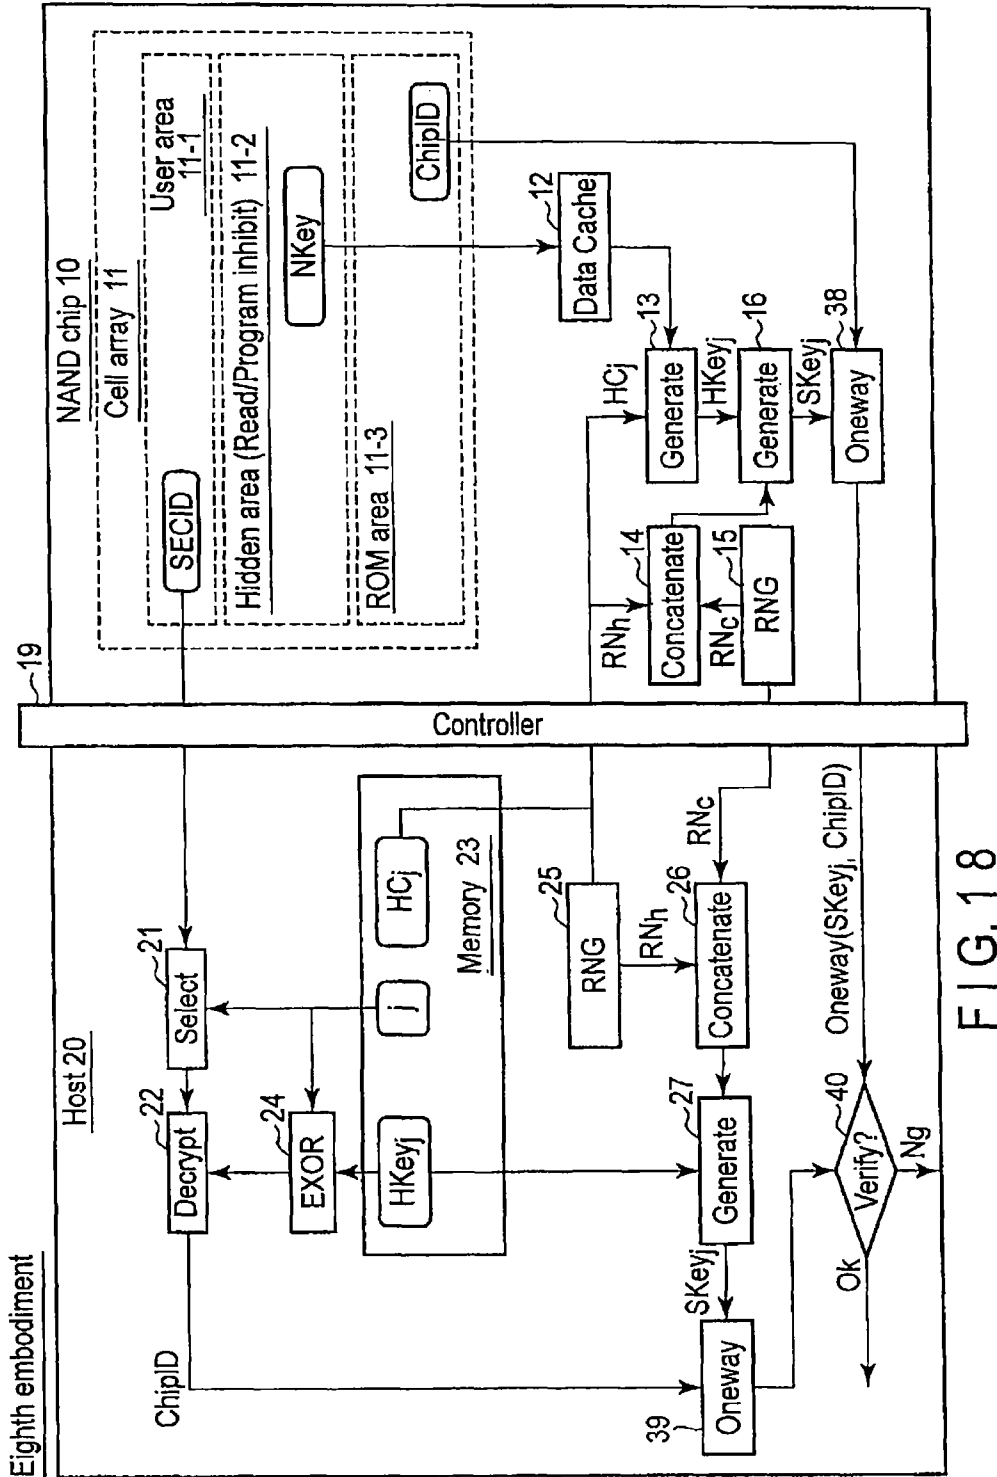 Eighth embodiment
Host 20
NAND chip 10
Cell array 11
19
User area
11-1
SECID
Hidden area (Read/Program inhibit) 11-2
NKey
ROM area 11-3
ChipID
Controller
21
Select
22
Decrypt
24
EXOR
ChipID
HKeyj
j
HCj
Memory 23
25
RNG
RNh
RNc
26
Concatenate
27
Generate
SKeyj
39
Oneway
Oneway(SKeyj, ChipID)
40
Verify?
Ok
Ng
12
Data Cache
HCj
13
Generate
HKeyj
RNh
14
Concatenate
RNc
15
RNG
16
Generate
SKeyj
38
Oneway
FIG. 18